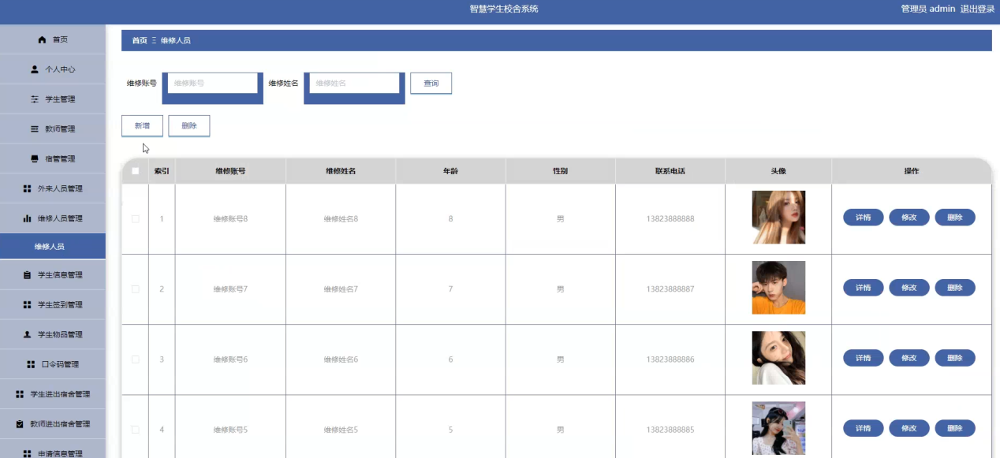 智慧学生校舍系统
管理员 admin 退出登录
首页
个人中心
学生管理
教师管理
宿管管理
外来人员管理
维修人员管理
维修人员
学生信息管理
学生签到管理
学生物品管理
口令码管理
学生进出宿舍管理
教师进出宿舍管理
申请信息管理
首页 Ξ 维修人员
维修账号 维修账号 维修姓名 维修姓名 查询
新增 删除
索引 维修账号 维修姓名 年龄 性别 联系电话 头像 操作
1 维修账号8 维修姓名8 8 男 13823888888 详情 修改 删除
2 维修账号7 维修姓名7 7 男 13823888887 详情 修改 删除
3 维修账号6 维修姓名6 6 男 13823888886 详情 修改 删除
4 维修账号5 维修姓名5 5 男 13823888885 详情 修改 删除